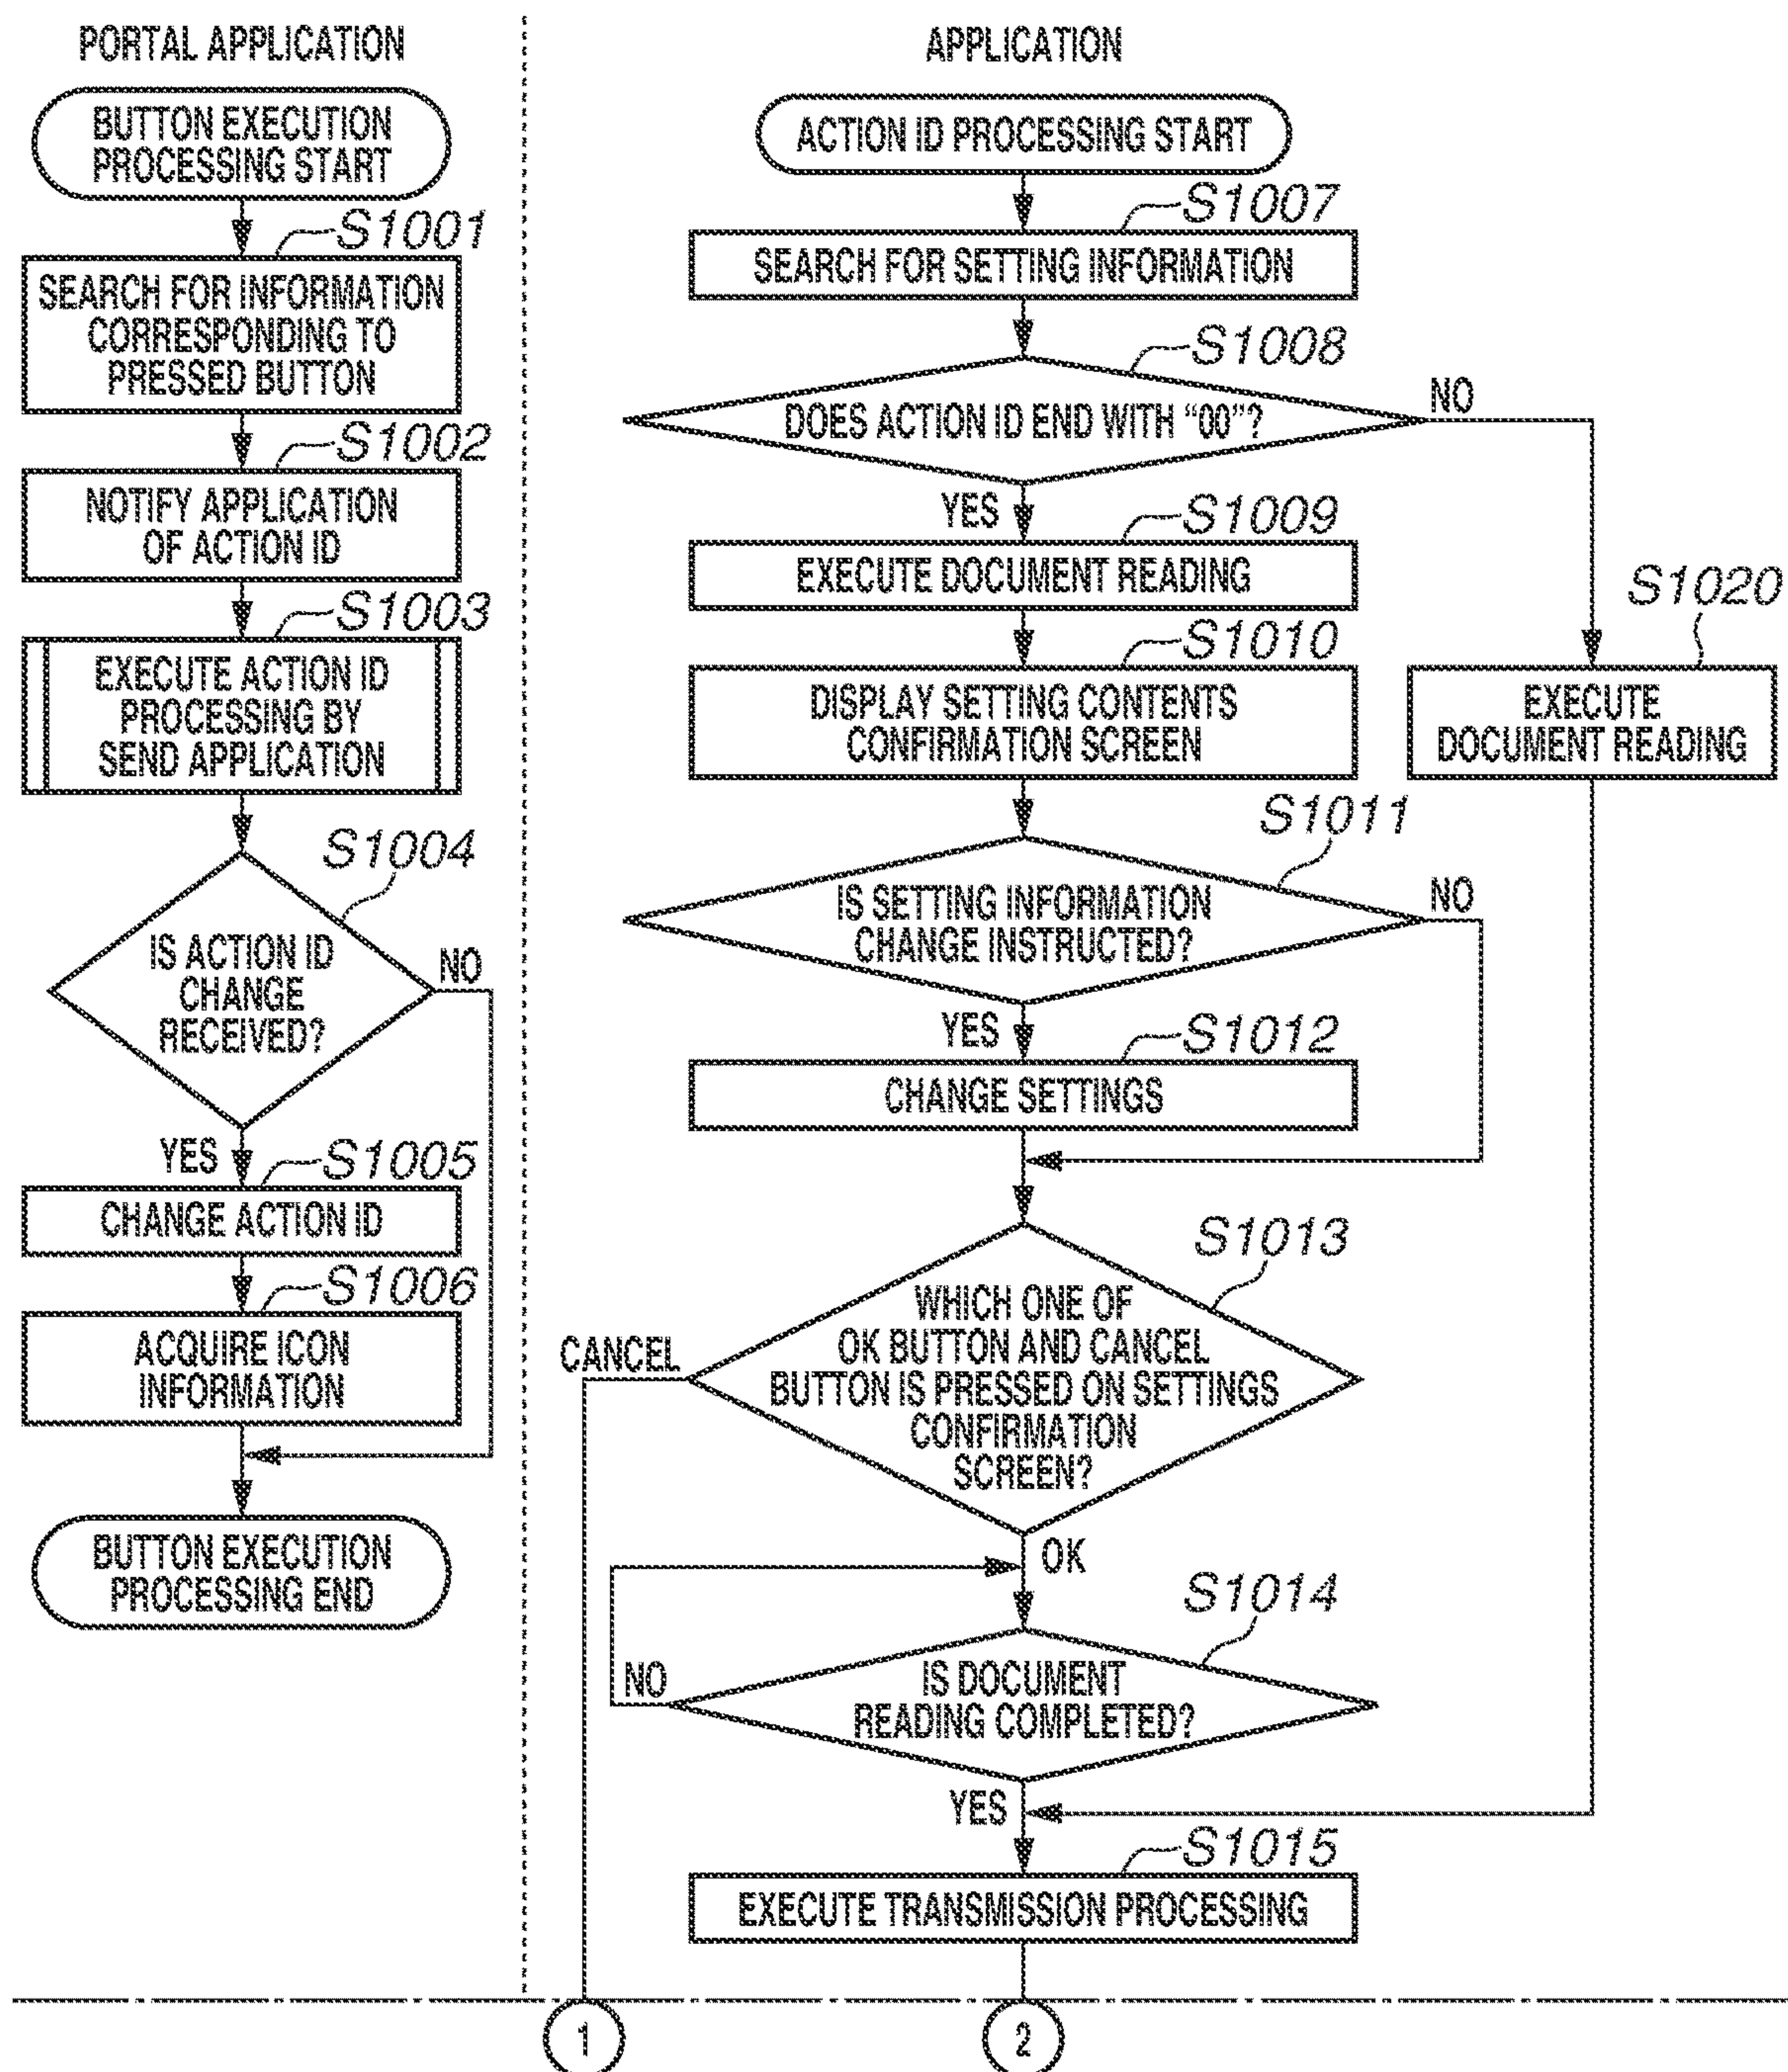 PORTAL APPLICATION
BUTTON EXECUTION
PROCESSING START
S1001
SEARCH FOR INFORMATION
CORRESPONDING TO
PRESSED BUTTON
S1002
NOTIFY APPLICATION
OF ACTION ID
S1003
EXECUTE ACTION ID
PROCESSING BY
SEND APPLICATION
S1004
IS ACTION ID
CHANGE
RECEIVED?
NO
YES
S1005
CHANGE ACTION ID
S1006
ACQUIRE ICON
INFORMATION
BUTTON EXECUTION
PROCESSING END
APPLICATION
ACTION ID PROCESSING START
S1007
SEARCH FOR SETTING INFORMATION
S1008
DOES ACTION ID END WITH “00”?
NO
YES
S1009
EXECUTE DOCUMENT READING
S1020
EXECUTE
DOCUMENT READING
S1010
DISPLAY SETTING CONTENTS
CONFIRMATION SCREEN
S1011
IS SETTING INFORMATION
CHANGE INSTRUCTED?
NO
YES
S1012
CHANGE SETTINGS
S1013
WHICH ONE OF
OK BUTTON AND CANCEL
BUTTON IS PRESSED ON SETTINGS
CONFIRMATION
SCREEN?
CANCEL
OK
S1014
IS DOCUMENT
READING COMPLETED?
NO
YES
S1015
EXECUTE TRANSMISSION PROCESSING
1
2